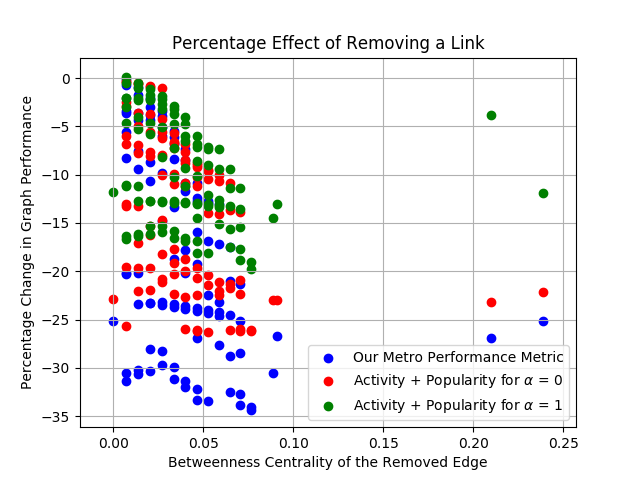 Percentage Effect of Removing a Link
Percentage Change in Graph Performance
0
−5
−10
−15
−20
−25
−30
−35
0.00
0.05
0.10
0.15
0.20
0.25
Our Metro Performance Metric
Activity + Popularity for α = 0
Activity + Popularity for α = 1
Betweenness Centrality of the Removed Edge